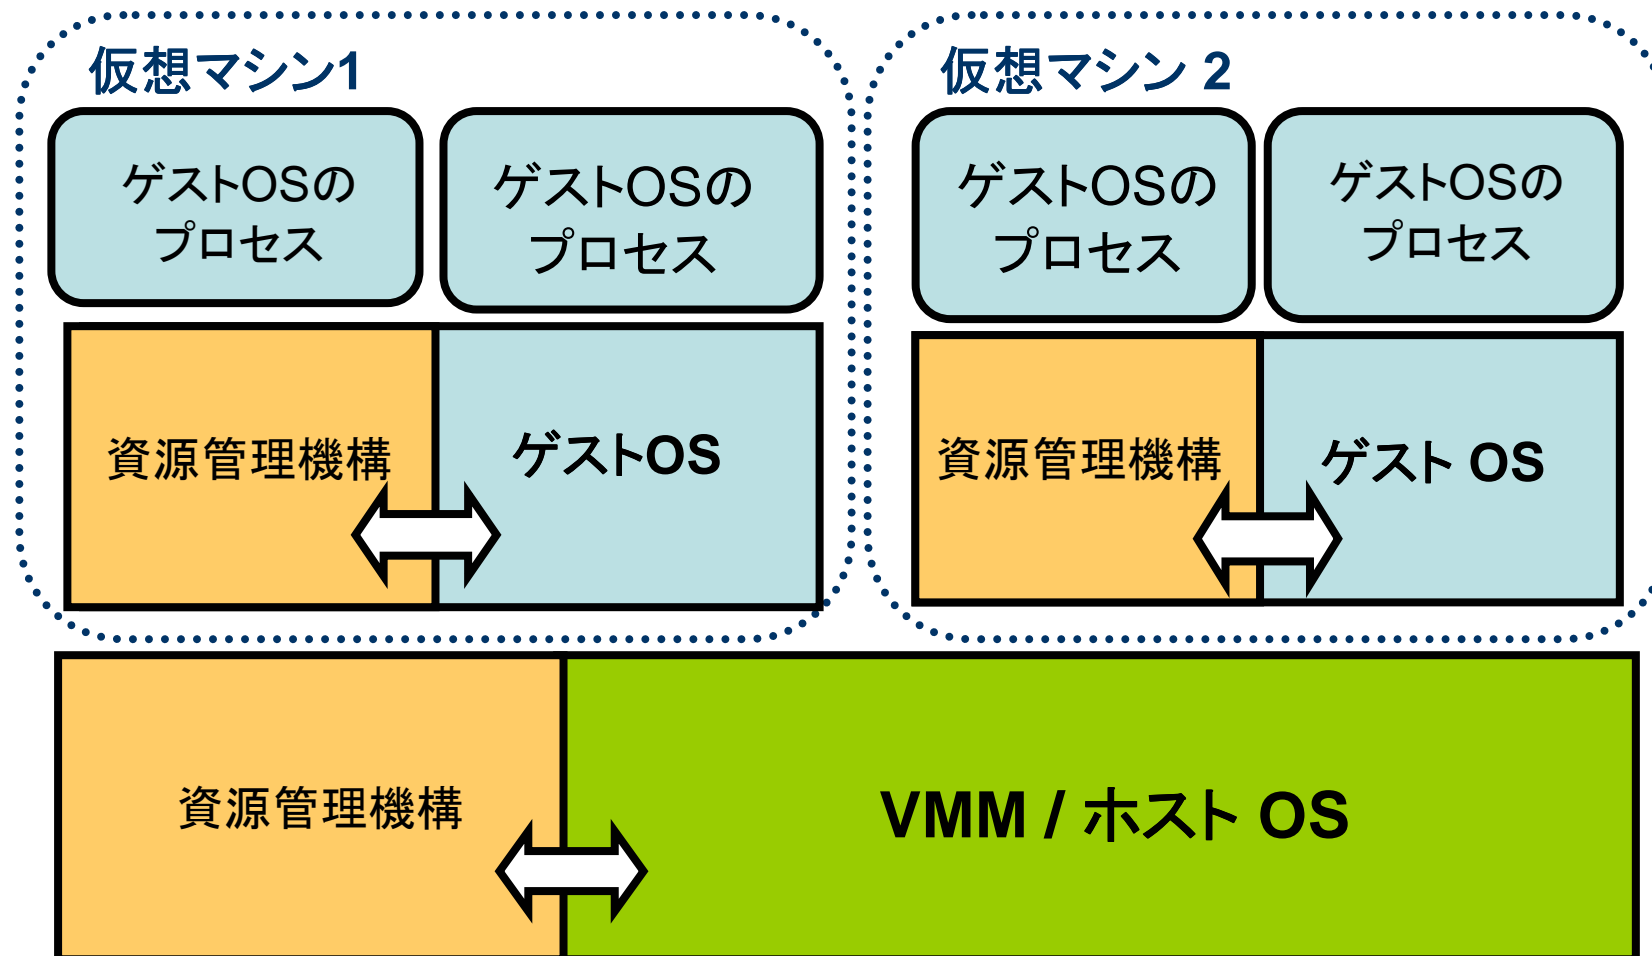 仮想マシン1
ゲストOSの
プロセス
ゲストOSの
プロセス
資源管理機構
ゲストOS
仮想マシン 2
ゲストOSの
プロセス
ゲストOSの
プロセス
資源管理機構
ゲスト OS
資源管理機構
VMM / ホスト OS